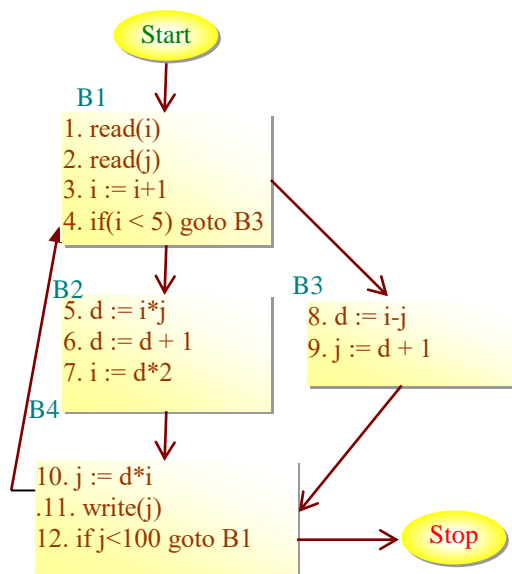 Start
B1
1. read(i)
2. read(j)
3. i := i+1
4. if(i < 5) goto B3
B2
5. d := i*j
6. d := d + 1
7. i := d*2
B3
8. d := i-j
9. j := d + 1
B4
10. j := d*i
.11. write(j)
12. if j<100 goto B1
Stop